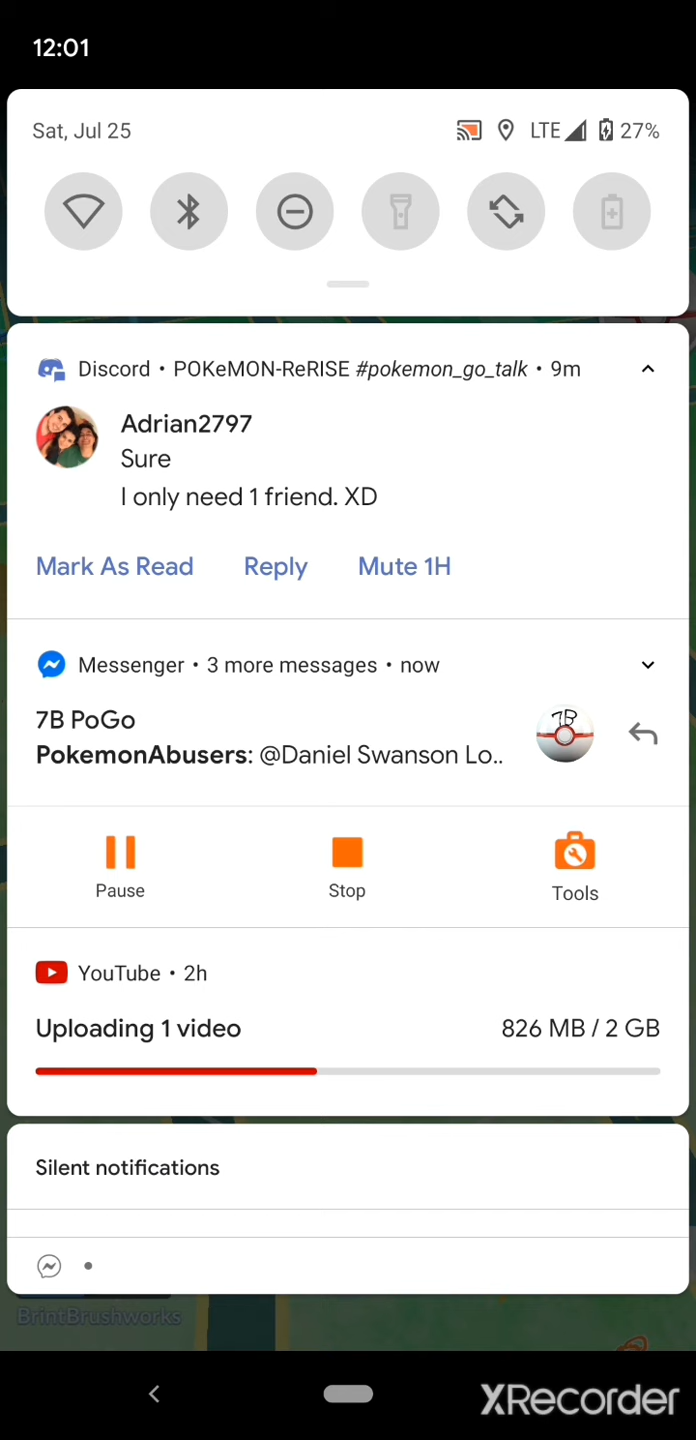 12:01
Sat, Jul 25
LTE 27%
Discord • POKeMON-ReRISE #pokemon_go_talk • 9m
Adrian2797
Sure
I only need 1 friend. XD
Mark As Read Reply Mute 1H
Messenger • 3 more messages • now
7B PoGo
7B
PokemonAbusers: @Daniel Swanson Lo..
Pause Stop Tools
YouTube • 2h
Uploading 1 video 826 MB / 2 GB
Silent notifications
BrintBrushworks
XRecorder